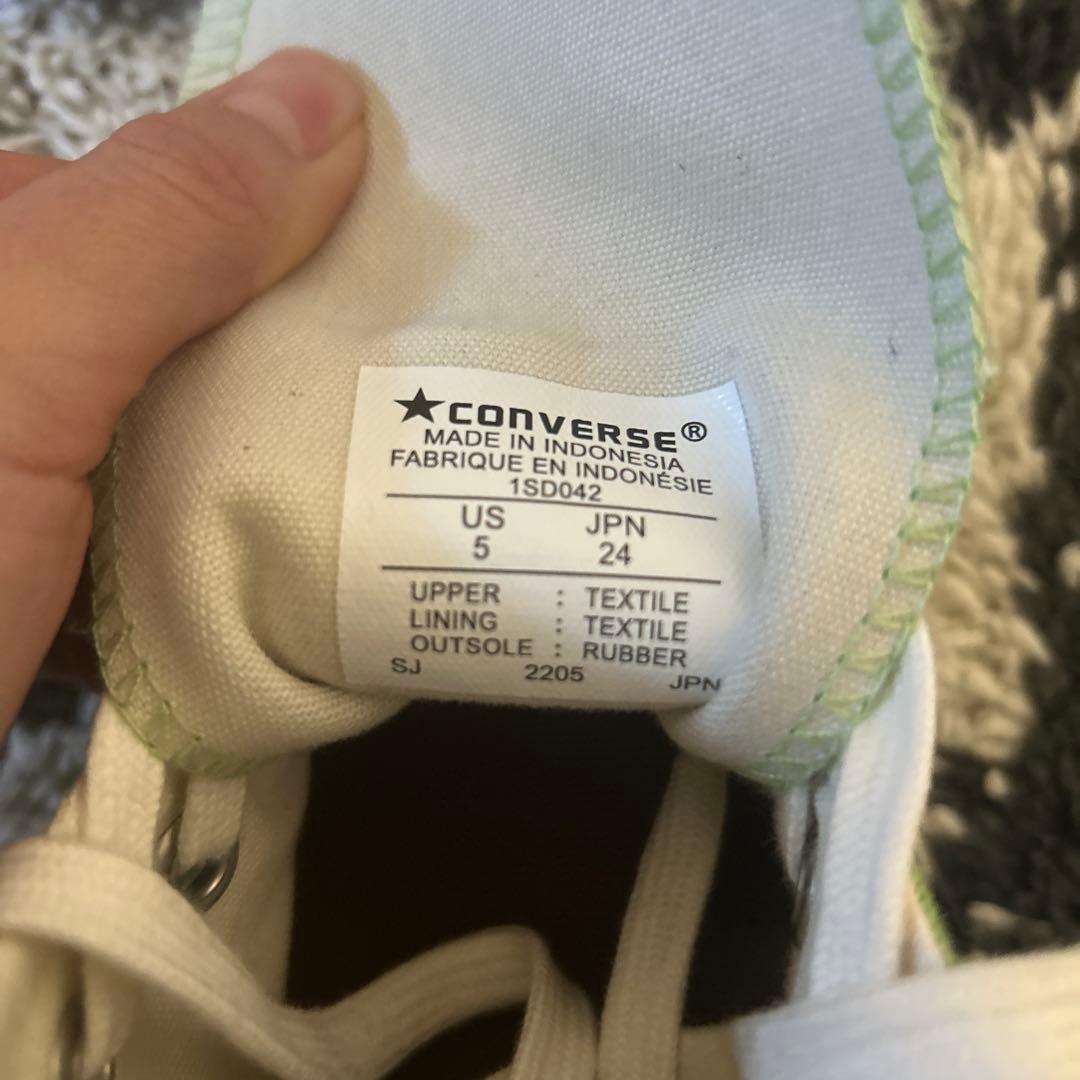 ★CONVERSE®
MADE IN INDONESIA
FABRIQUE EN INDONÉSIE
1SD042
US JPN
5 24
UPPER : TEXTILE
LINING : TEXTILE
OUTSOLE : RUBBER
SJ 2205 JPN